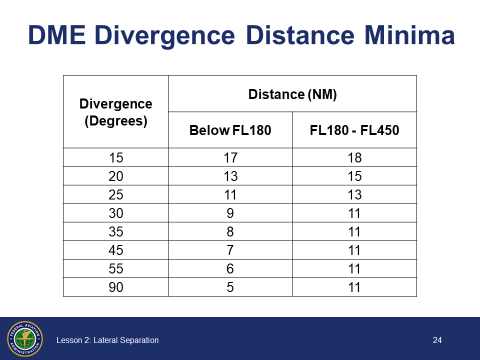 DME Divergence Distance Minima
Divergence
(Degrees)
Distance (NM)
Below FL180 FL180 - FL450
15 17 18
20 13 15
25 11 13
30 9 11
35 8 11
45 7 11
55 6 11
90 5 11
Lesson 2: Lateral Separation 24